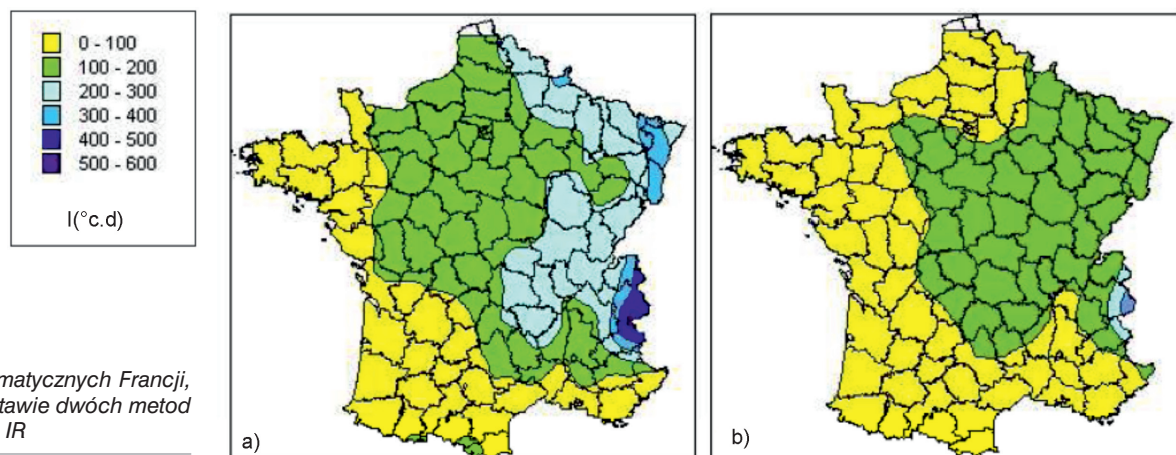 0 - 100
100 - 200
200 - 300
300 - 400
400 - 500
500 - 600
I(°c.d)
matycznych Francji,
tawie dwóch metod
IR
a)
b)